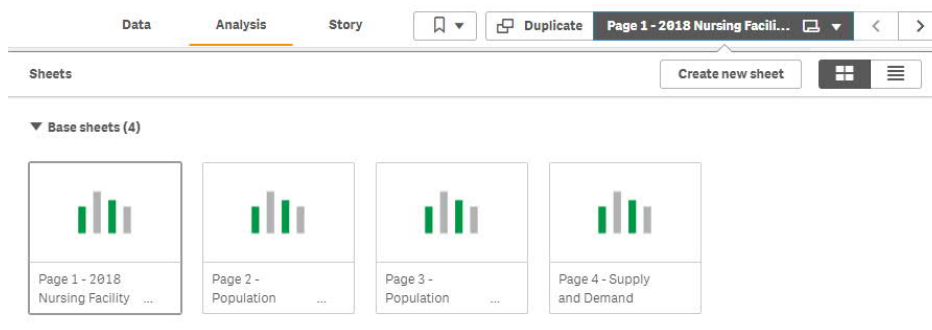 Data Analysis Story Duplicate Page 1 - 2018 Nursing Facili...
Sheets Create new sheet
Base sheets (4)
Page 1 - 2018
Nursing Facility ...
Page 2 -
Population ...
Page 3 -
Population ...
Page 4 - Supply
and Demand